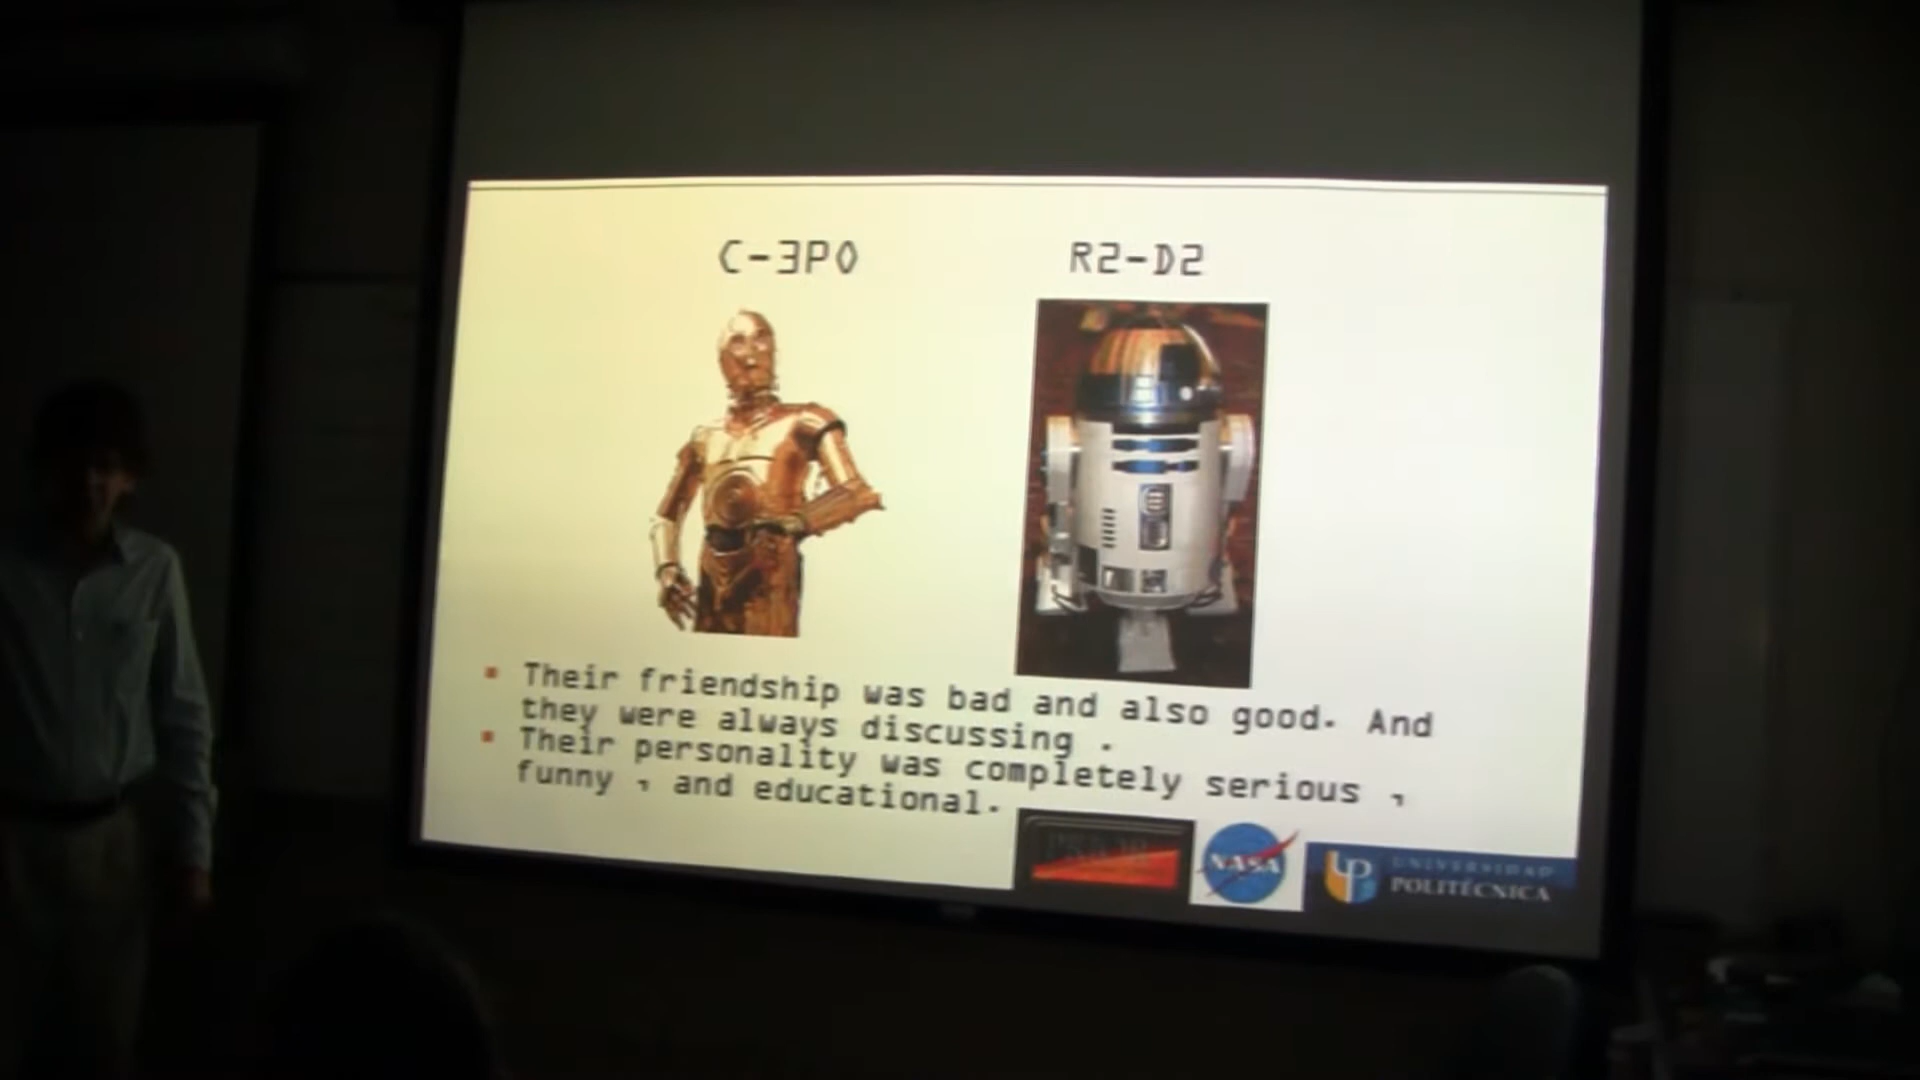 C-3PO
R2-D2
Their friendship was bad and also good. And
they were always discussing .
Their personality was completely serious ,
funny , and educational.
NASA
UP UNIVERSIDAD
POLITÉCNICA